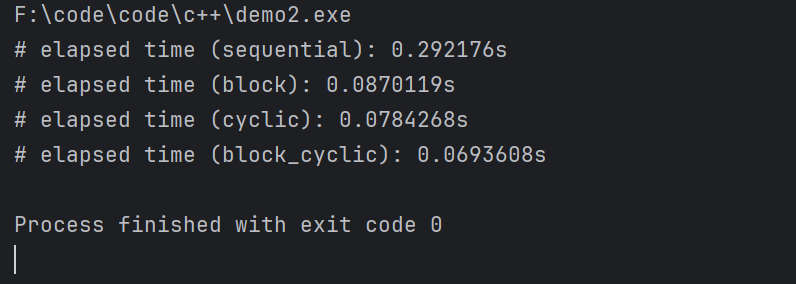 F:\code\code\c++\demo2.exe
# elapsed time (sequential): 0.292176s
# elapsed time (block): 0.0870119s
# elapsed time (cyclic): 0.0784268s
# elapsed time (block_cyclic): 0.0693608s
Process finished with exit code 0